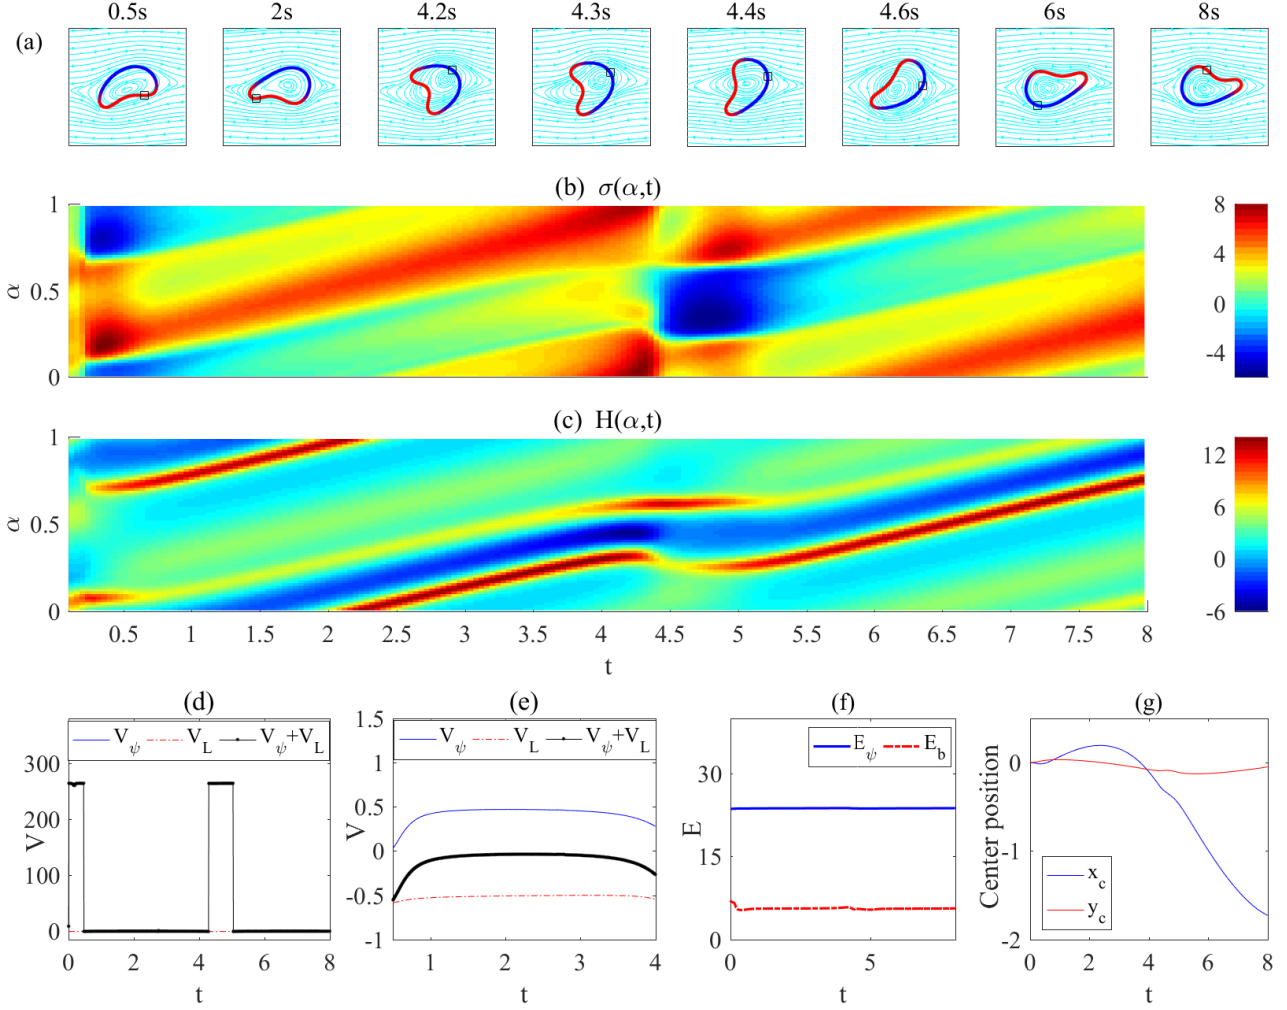 0.5s 2s 4.2s 4.3s 4.4s 4.6s 6s 8s
(a)
(b) σ(α,t)
1
0.5
0
α
8
4
0
-4
(c) H(α,t)
1
0.5
0
α
12
6
0
-6
0.5 1 1.5 2 2.5 3 3.5 4 4.5 5 5.5 6 6.5 7 7.5 8
t
(d)
V_ψ V_L V_ψ+V_L
300
200
100
0
V
0 2 4 6 8
t
(e)
1.5
V_ψ V_L V_ψ+V_L
1
0.5
0
-0.5
-1
V
1 2 3 4
t
(f)
E_ψ E_b
30
15
0
E
0 5
t
(g)
0
-1
-2
Center position
x_c
y_c
0 2 4 6 8
t